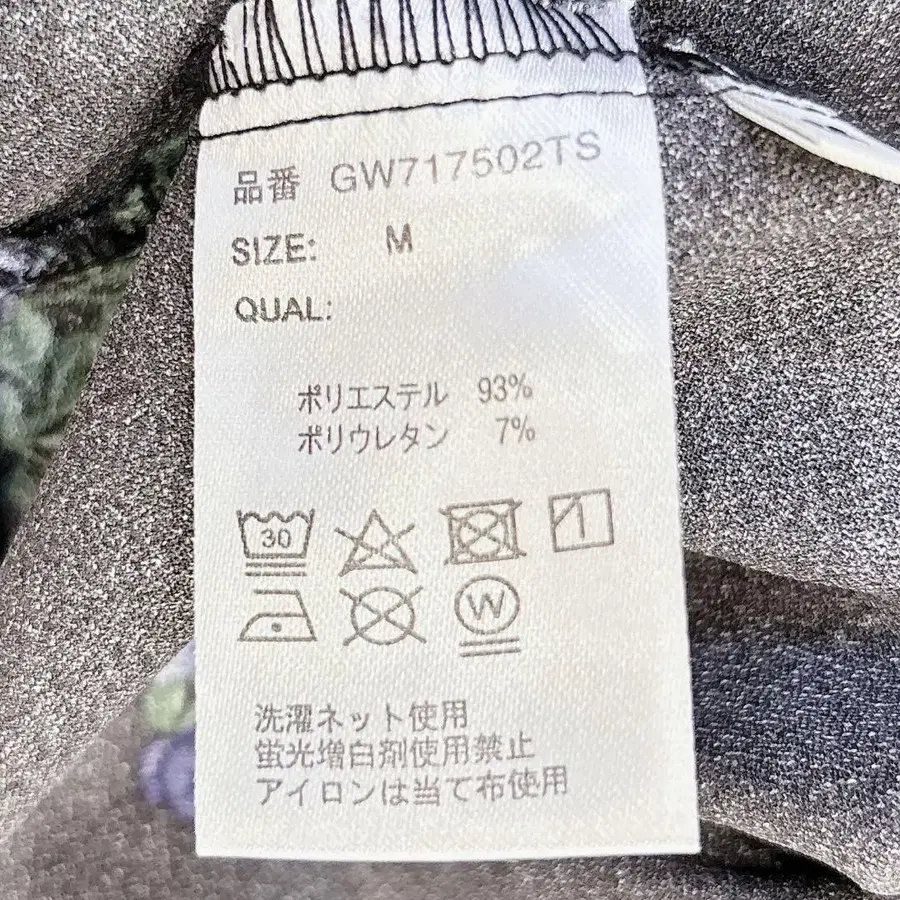 品番 GW717502TS
SIZE: M
QUAL:
ポリエステル 93%
ポリウレタン 7%
30
W
洗濯ネット使用
蛍光増白剤使用禁止
アイロンは当て布使用